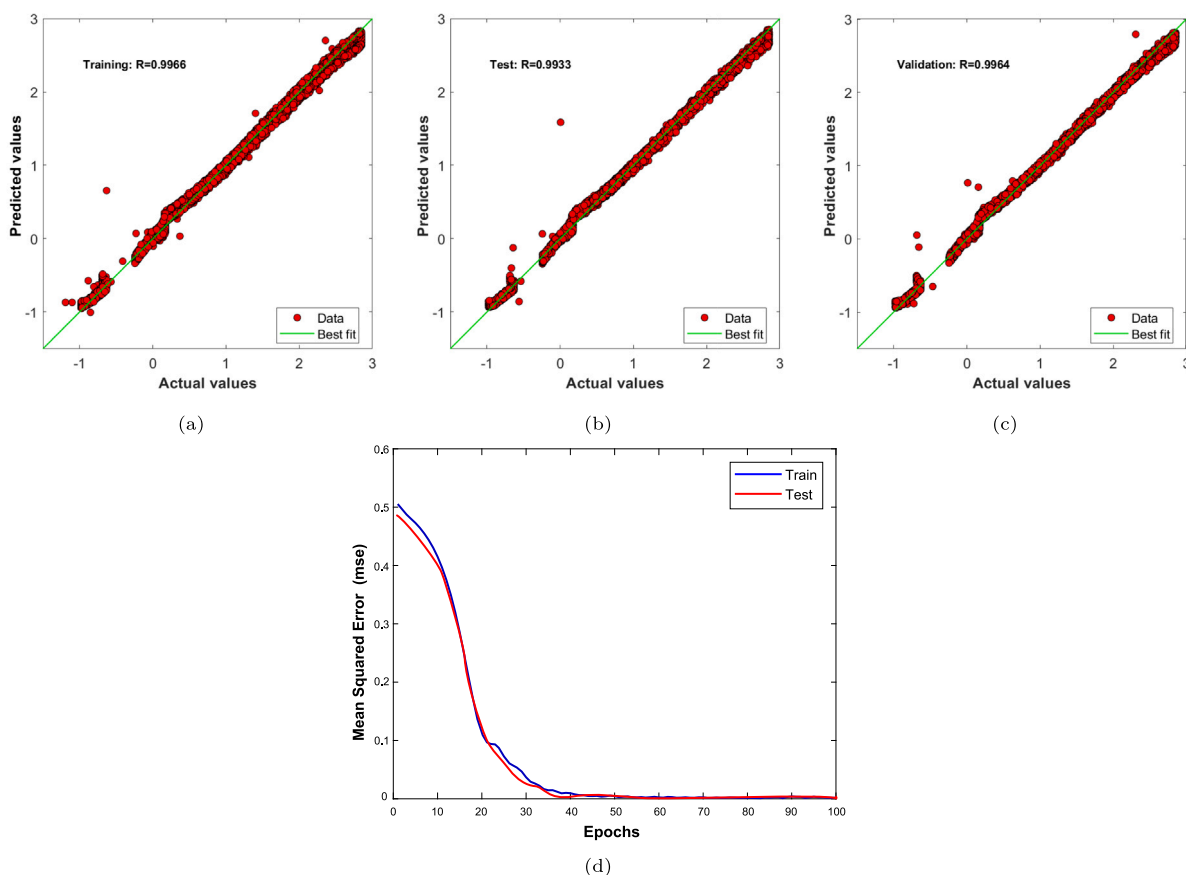 3
2
1
0
-1
Predicted values
Training: R=0.9966
Data
Best fit
-1 0 1 2 3
Actual values
(a)
3
2
1
0
-1
Predicted values
Test: R=0.9933
Data
Best fit
-1 0 1 2 3
Actual values
(b)
3
2
1
0
-1
Predicted values
Validation: R=0.9964
Data
Best fit
-1 0 1 2 3
Actual values
(c)
0.6
0.5
0.4
0.3
0.2
0.1
0
Mean Squared Error (mse)
Train
Test
0 10 20 30 40 50 60 70 80 90 100
Epochs
(d)